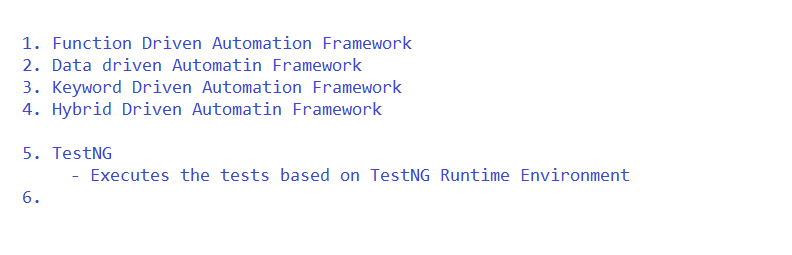 1. Function Driven Automation Framework
2. Data driven Automatin Framework
3. Keyword Driven Automation Framework
4. Hybrid Driven Automatin Framework
5. TestNG
- Executes the tests based on TestNG Runtime Environment
6.